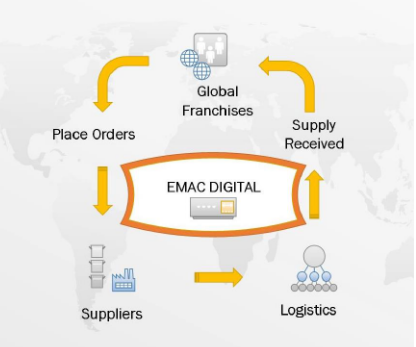 Global
Franchises
Place Orders
Supply
Received
EMAC DIGITAL
Suppliers
Logistics